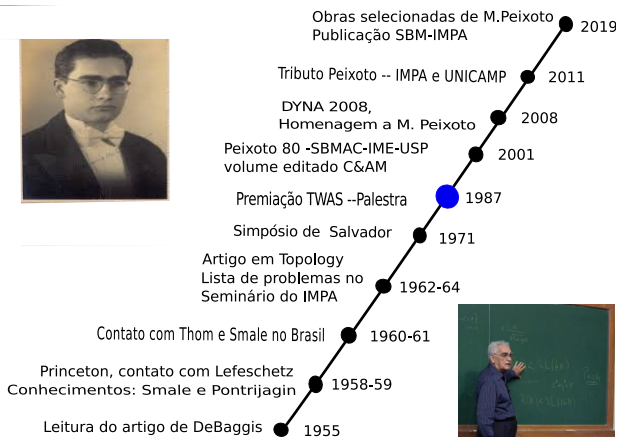 Obras selecionadas de M.Peixoto
Publicação SBM-IMPA
2019
Tributo Peixoto -- IMPA e UNICAMP
2011
DYNA 2008,
Homenagem a M. Peixoto
2008
Peixoto 80 -SBMAC-IME-USP
volume editado C&AM
2001
Premiação TWAS --Palestra
1987
Simpósio de Salvador
1971
Artigo em Topology
Lista de problemas no
Seminário do IMPA
1962-64
Contato com Thom e Smale no Brasil
1960-61
Princeton, contato com Lefeschetz
Conhecimentos: Smale e Pontrijagin
1958-59
Leitura do artigo de DeBaggis
1955